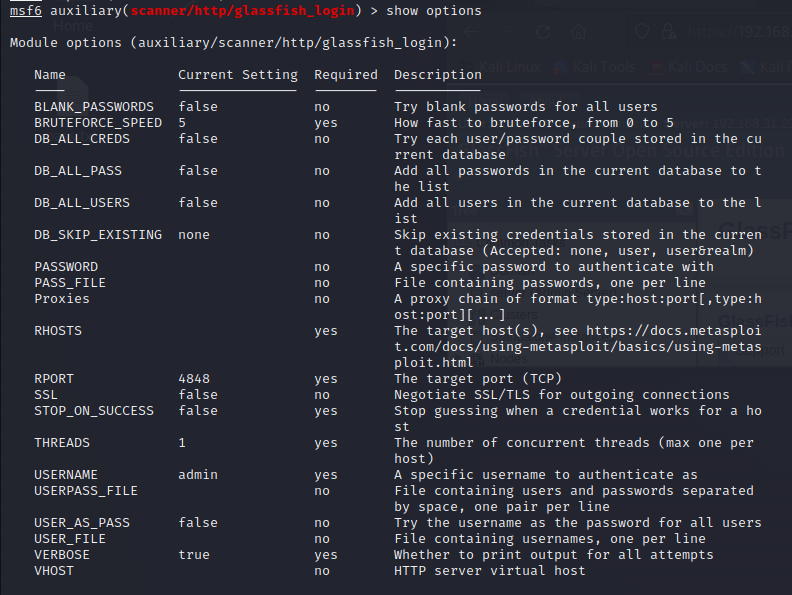 msf6 auxiliary(scanner/http/glassfish_login) > show options
Module options (auxiliary/scanner/http/glassfish_login):
Name Current Setting Required Description
BLANK_PASSWORDS false no Try blank passwords for all users
BRUTEFORCE_SPEED 5 yes How fast to bruteforce, from 0 to 5
DB_ALL_CREDS false no Try each user/password couple stored in the cu
rrent database
DB_ALL_PASS false no Add all passwords in the current database to t
he list
DB_ALL_USERS false no Add all users in the current database to the l
ist
DB_SKIP_EXISTING none no Skip existing credentials stored in the curren
t database (Accepted: none, user, user&realm)
PASSWORD no A specific password to authenticate with
PASS_FILE no File containing passwords, one per line
Proxies no A proxy chain of format type:host:port[,type:h
ost:port][...]
RHOSTS yes The target host(s), see https://docs.metasploi
t.com/docs/using-metasploit/basics/using-metas
ploit.html
RPORT 4848 yes The target port (TCP)
SSL false no Negotiate SSL/TLS for outgoing connections
STOP_ON_SUCCESS false yes Stop guessing when a credential works for a ho
st
THREADS 1 yes The number of concurrent threads (max one per
host)
USERNAME admin yes A specific username to authenticate as
USERPASS_FILE no File containing users and passwords separated
by space, one pair per line
USER_AS_PASS false no Try the username as the password for all users
USER_FILE no File containing usernames, one per line
VERBOSE true yes Whether to print output for all attempts
VHOST no HTTP server virtual host